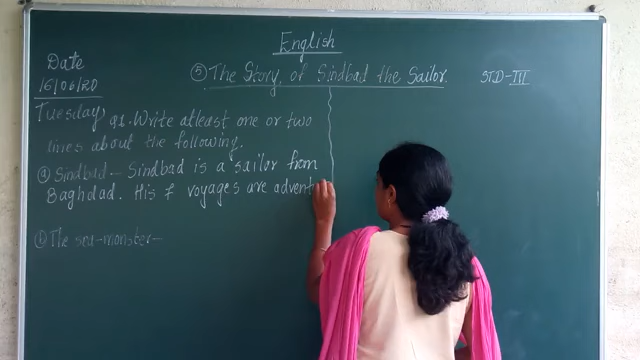 English
Date
16/06/20
⑤ The Story of Sindbad the Sailor.
STD-III
Tuesday
Q1. Write atleast one or two
lines about the following.
ⓐ Sindbad - Sindbad is a sailor from
Baghdad. His 7 voyages are advent
ⓑ The sea-monster-